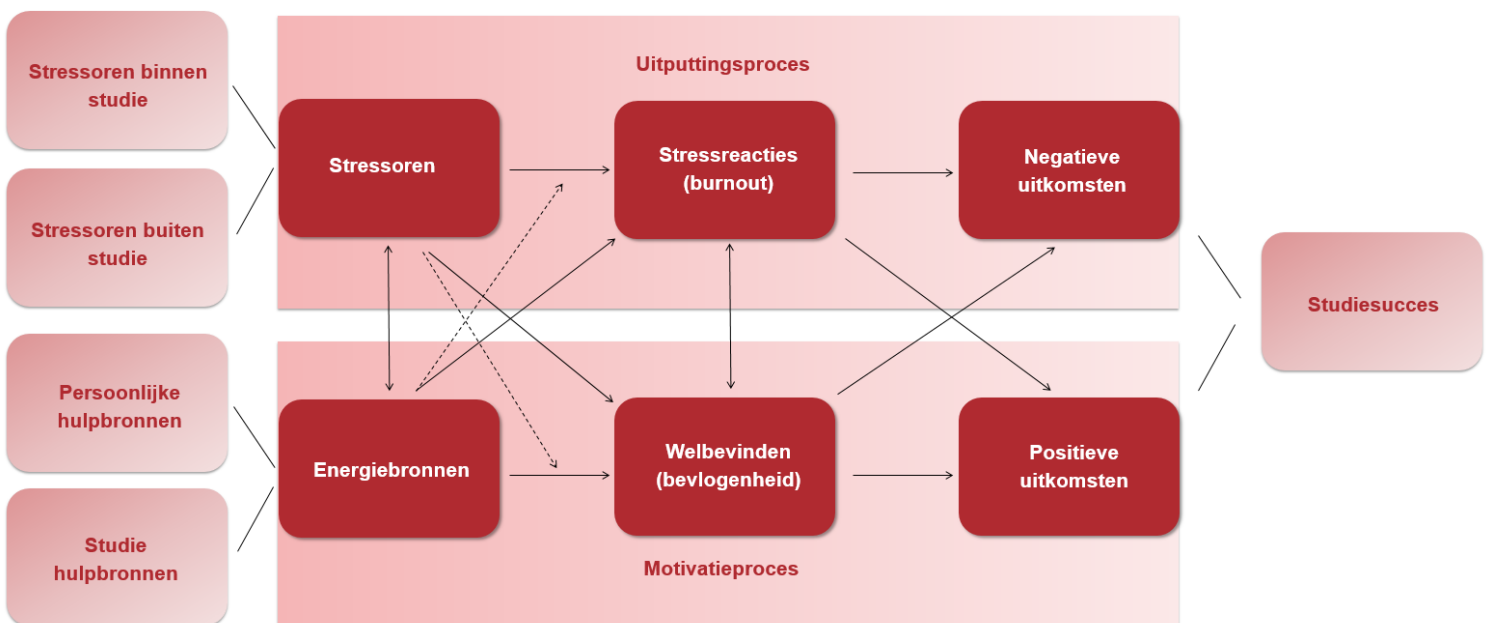 Stressoren binnen
studie
Stressoren buiten
studie
Persoonlijke
hulpbronnen
Studie
hulpbronnen
Uitputtingsproces
Stressoren
Stressreacties
(burnout)
Negatieve
uitkomsten
Energiebronnen
Welbevinden
(bevlogenheid)
Positieve
uitkomsten
Motivatieproces
Studiesucces